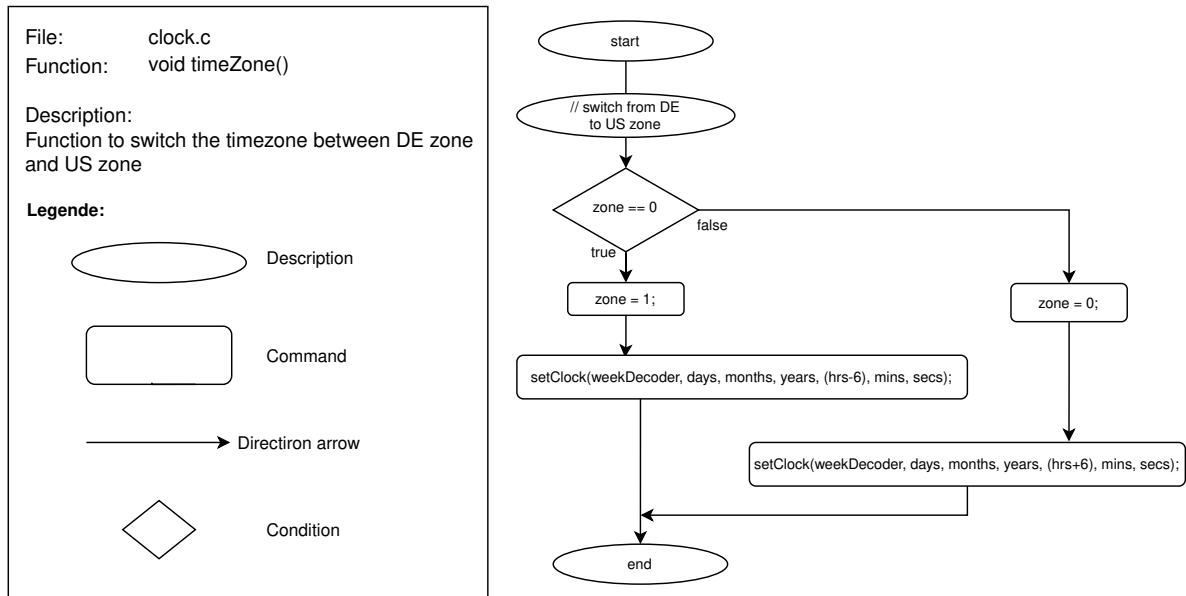 File: clock.c
Function: void timeZone()
Description:
Function to switch the timezone between DE zone
and US zone
Legende:
Description
Command
Directiron arrow
Condition
start
// switch from DE
to US zone
zone == 0
false
true
zone = 1;
zone = 0;
setClock(weekDecoder, days, months, years, (hrs-6), mins, secs);
setClock(weekDecoder, days, months, years, (hrs+6), mins, secs);
end